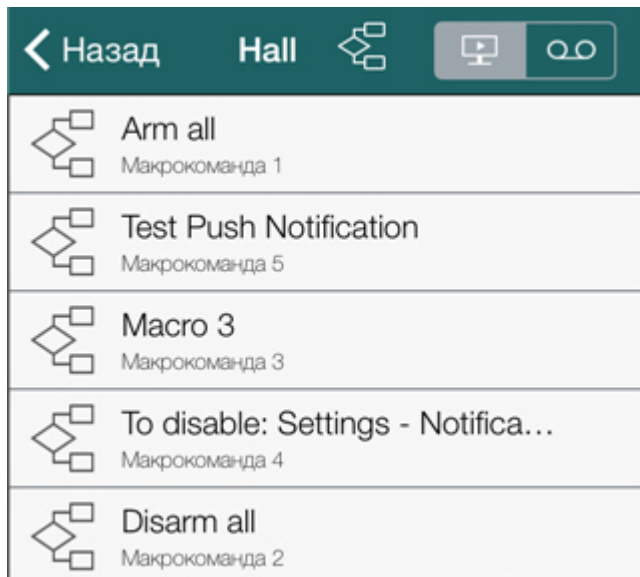 Назад Hall
Arm all
Макрокоманда 1
Test Push Notification
Макрокоманда 5
Macro 3
Макрокоманда 3
To disable: Settings - Notifica...
Макрокоманда 4
Disarm all
Макрокоманда 2